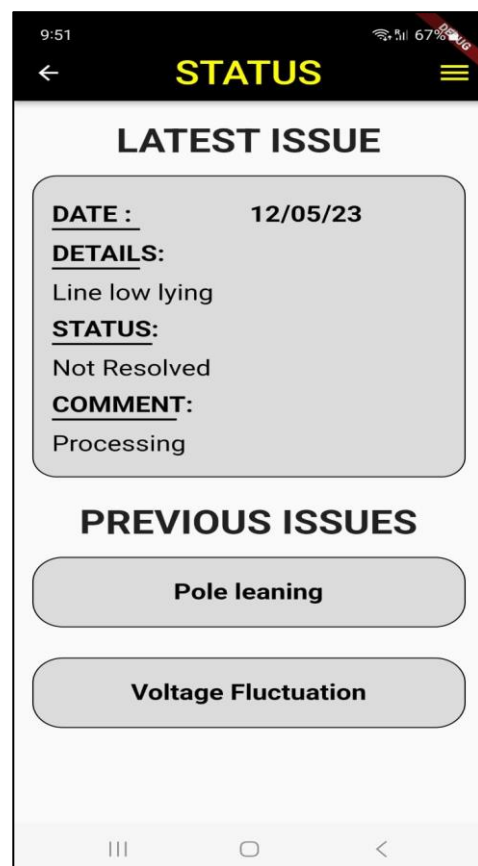 9:51 67%
DEBUG
STATUS
LATEST ISSUE
DATE : 12/05/23
DETAILS:
Line low lying
STATUS:
Not Resolved
COMMENT:
Processing
PREVIOUS ISSUES
Pole leaning
Voltage Fluctuation